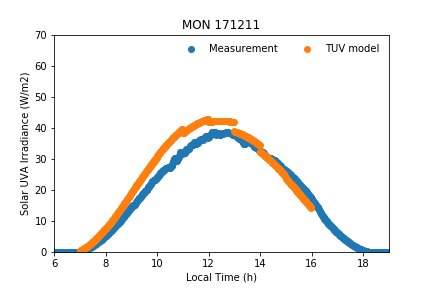 MON 171211
Measurement TUV model
Solar UVA Irradiance (W/m2)
70
60
50
40
30
20
10
0
6 8 10 12 14 16 18
Local Time (h)